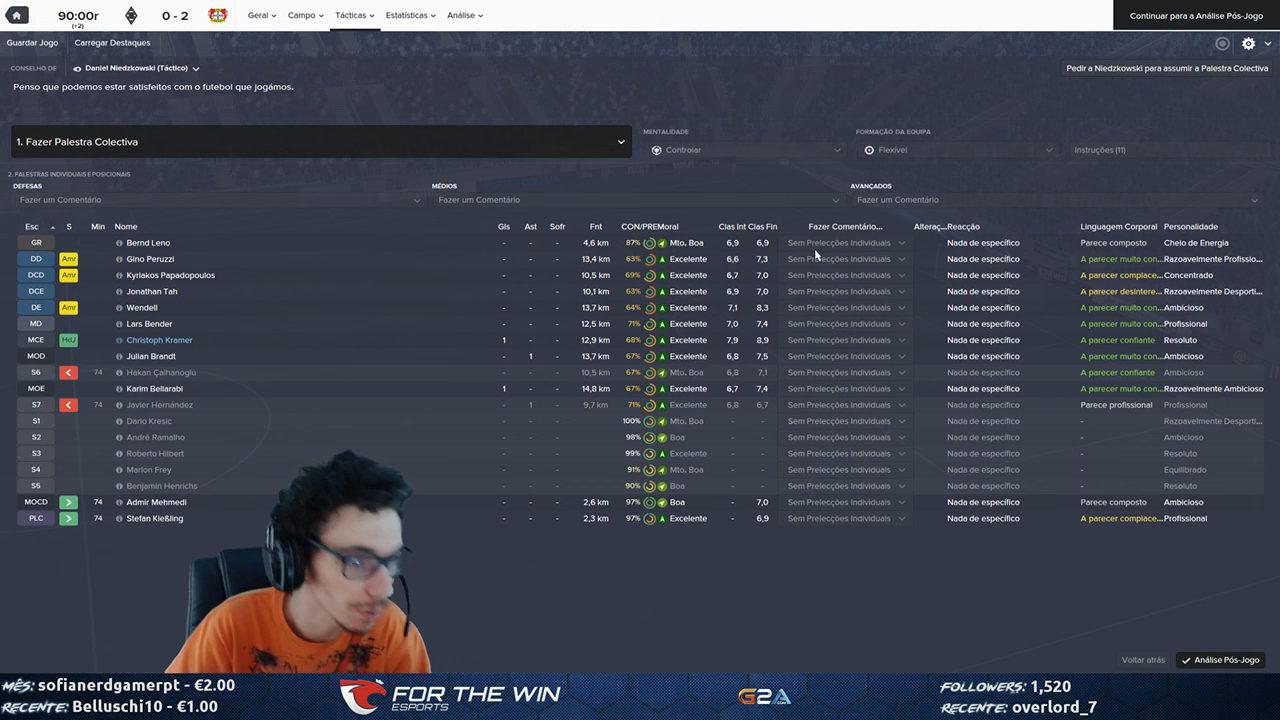 90:00r
(+2)
0 - 2
Geral Campo Tácticas Estatísticas Análise
Continuar para a Análise Pós-Jogo
Guardar Jogo Carregar Destaques
CONSELHO DE Daniel Niedzkowski (Táctico)
Pedir a Niedzkowski para assumir a Palestra Colectiva
Penso que podemos estar satisfeitos com o futebol que jogámos.
1. Fazer Palestra Colectiva
MENTALIDADE
Controlar
FORMAÇÃO DA EQUIPA
Flexível
Instruções (11)
2. PALESTRAS INDIVIDUAIS E POSICIONAIS
DEFESAS MÉDIOS AVANÇADOS
Fazer um Comentário Fazer um Comentário Fazer um Comentário
Esc S Min Nome Gls Ast Sofr Fnt CON/PREMoral Clas Int Clas Fin Fazer Comentário... Alteraç... Reacção Linguagem Corporal Personalidade
GR Bernd Leno - - - 4,6 km 87% Mto. Boa 6,9 6,9 Sem Prelecções Individuais Nada de específico Parece composto Cheio de Energia
DD Amr Gino Peruzzi - - - 13,4 km 63% Excelente 6,6 7,3 Sem Prelecções Individuais Nada de específico A parecer muito con... Razoavelmente Profissio...
DCD Amr Kyriakos Papadopoulos - - - 10,5 km 69% Excelente 6,7 7,0 Sem Prelecções Individuais Nada de específico A parecer complace... Concentrado
DCE Jonathan Tah - - - 10,1 km 63% Excelente 6,9 7,0 Sem Prelecções Individuais Nada de específico A parecer desintere... Razoavelmente Desporti...
DE Amr Wendell - - - 13,7 km 64% Excelente 7,1 8,3 Sem Prelecções Individuais Nada de específico A parecer muito con... Ambicioso
MD Lars Bender - - - 12,5 km 71% Excelente 7,0 7,4 Sem Prelecções Individuais Nada de específico A parecer muito con... Profissional
MCE HdJ Christoph Kramer 1 - - 12,9 km 68% Excelente 7,9 8,9 Sem Prelecções Individuais Nada de específico A parecer confiante Resoluto
MOD Julian Brandt - 1 - 13,7 km 67% Excelente 6,8 7,5 Sem Prelecções Individuais Nada de específico A parecer muito con... Ambicioso
S6 74 Hakan Çalhanoglu - - - 10,5 km 67% Mto. Boa 6,8 7,1 Sem Prelecções Individuais Nada de específico A parecer confiante Ambicioso
MOE Karim Bellarabi 1 - - 14,8 km 67% Excelente 6,7 7,4 Sem Prelecções Individuais Nada de específico A parecer muito con... Razoavelmente Ambicioso
S7 74 Javier Hernández - 1 - 9,7 km 71% Excelente 6,8 6,7 Sem Prelecções Individuais Nada de específico Parece profissional Profissional
S1 Dario Kresic - - - 100% Mto. Boa Sem Prelecções Individuais Nada de específico - Razoavelmente Desporti...
S2 André Ramalho - - - 98% Boa Sem Prelecções Individuais Nada de específico - Ambicioso
S3 Roberto Hilbert - - - 99% Excelente Sem Prelecções Individuais Nada de específico - Resoluto
S4 Marlon Frey - - - 91% Mto. Boa Sem Prelecções Individuais Nada de específico - Equilibrado
S5 Benjamin Henrichs - - - 90% Boa Sem Prelecções Individuais Nada de específico - Resoluto
MOCD 74 Admir Mehmedi - - - 2,6 km 97% Boa - 7,0 Sem Prelecções Individuais Nada de específico Parece composto Ambicioso
PLC 74 Stefan Kießling - - - 2,3 km 97% Excelente - 6,9 Sem Prelecções Individuais Nada de específico A parecer complace... Profissional
Voltar atrás Análise Pós-Jogo
MÊS: sofianerdgamerpt - €2.00
RECENTE: Belluschi10 - €1.00
FOR THE WIN
ESPORTS
G2A
.COM
FOLLOWERS: 1,520
RECENTE: overlord_7